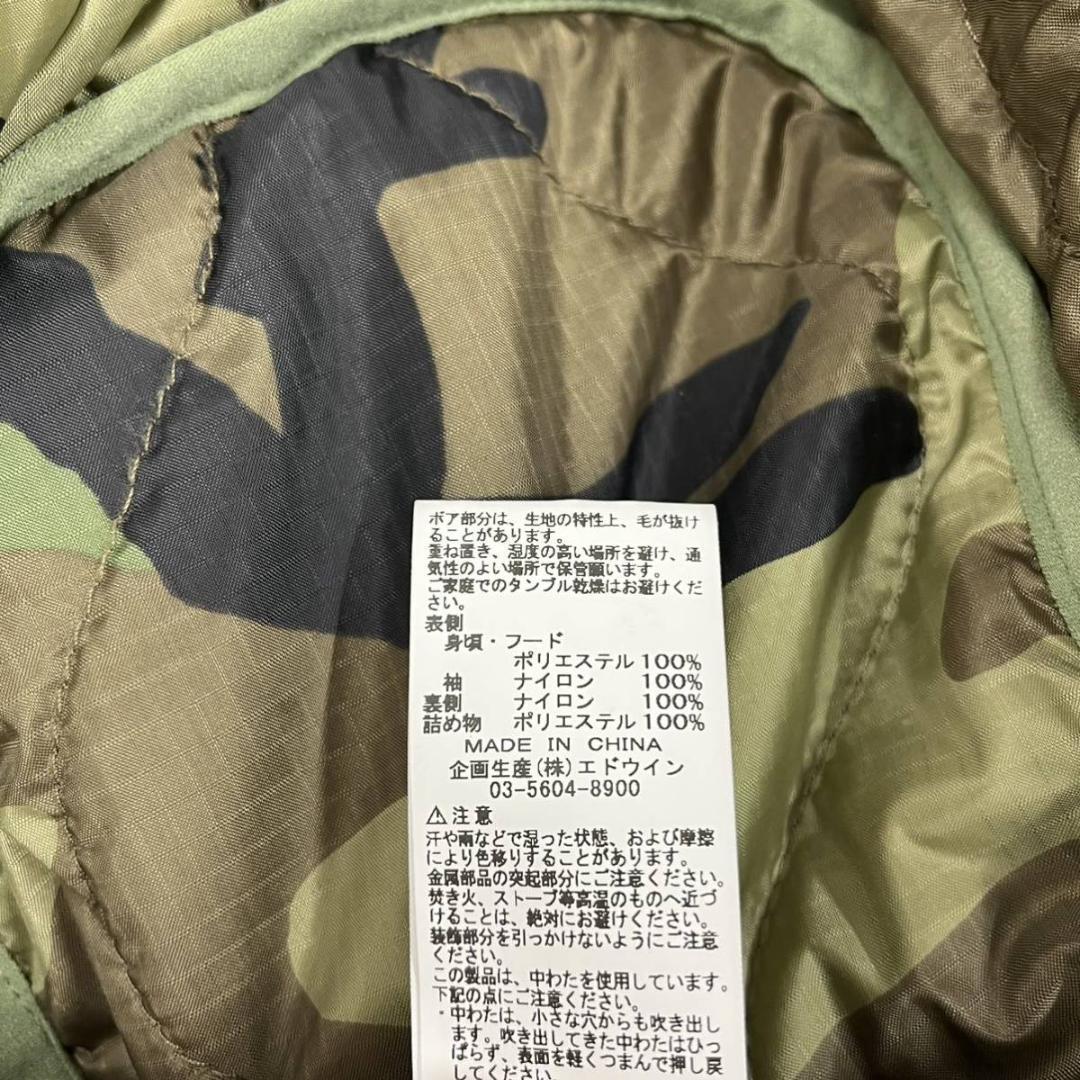 ボア部分は、生地の特性上、毛が抜け
ることがあります。
重ね置き、湿度の高い場所を避け、通
気性のよい場所で保管願います。
ご家庭でのタンブル乾燥はお避けくだ
さい。
表側
身頃・フード
ポリエステル 100%
袖 ナイロン 100%
裏側 ナイロン 100%
詰め物 ポリエステル 100%
MADE IN CHINA
企画生産(株)エドウイン
03-5604-8900
⚠注意
汗や雨などで湿った状態、および摩擦
により色移りすることがあります。
金属部品の突起部分にご注意ください。
焚き火、ストーブ等高温のものへ近づ
けることは、絶対にお避けください。
装飾部分を引っかけないようにご注意
ください。
この製品は、中わたを使用しています。
下記の点にご注意ください。
・中わたは、小さな穴からも吹き出し
ます。吹き出してきた中わたはひっ
ぱらず、表面を軽くつまんで押し戻
してください。